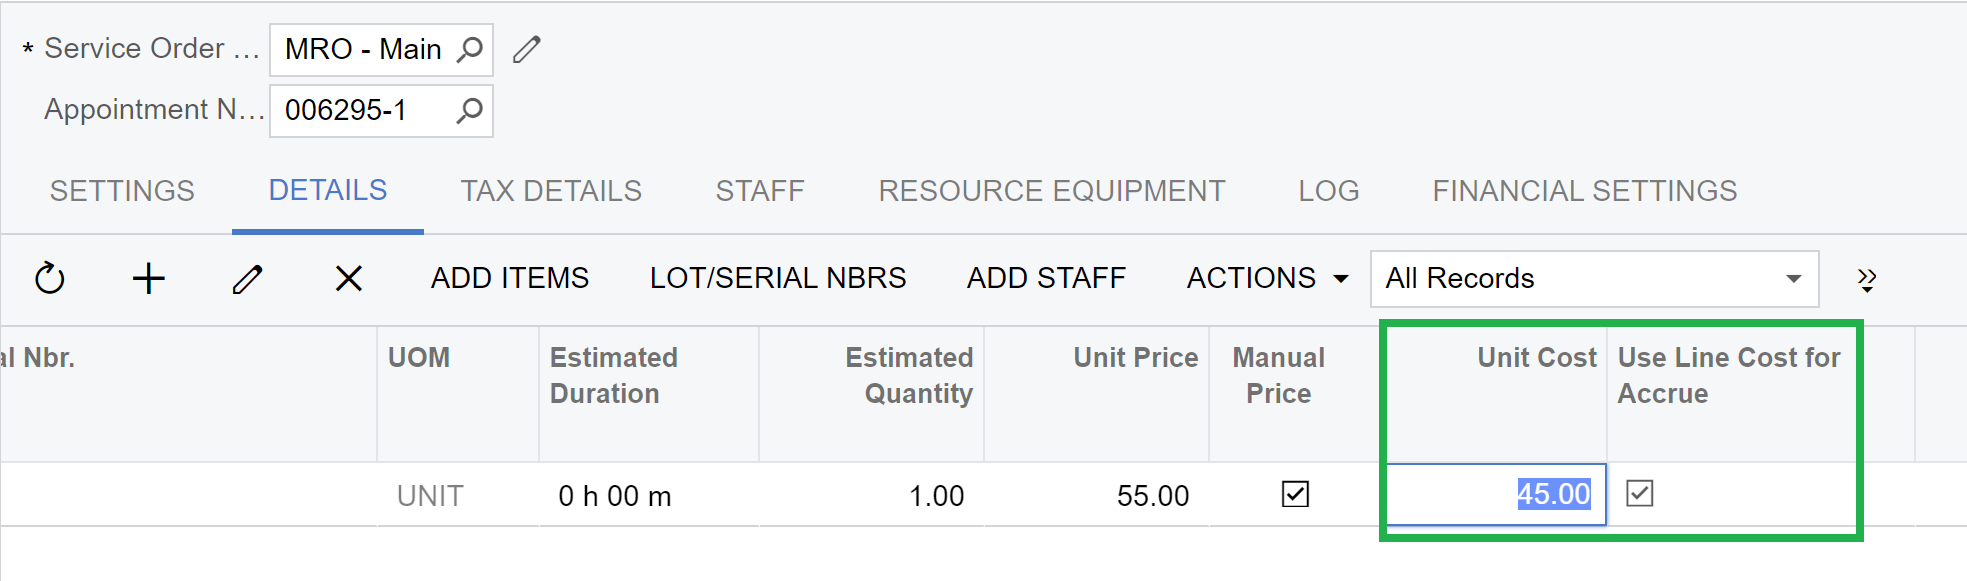 * Service Order ... MRO - Main
Appointment N... 006295-1
SETTINGS DETAILS TAX DETAILS STAFF RESOURCE EQUIPMENT LOG FINANCIAL SETTINGS
ADD ITEMS LOT/SERIAL NBRS ADD STAFF ACTIONS All Records
al Nbr. UOM Estimated Estimated Unit Price Manual Unit Cost Use Line Cost for
Duration Quantity Price Accrue
UNIT 0 h 00 m 1.00 55.00 45.00